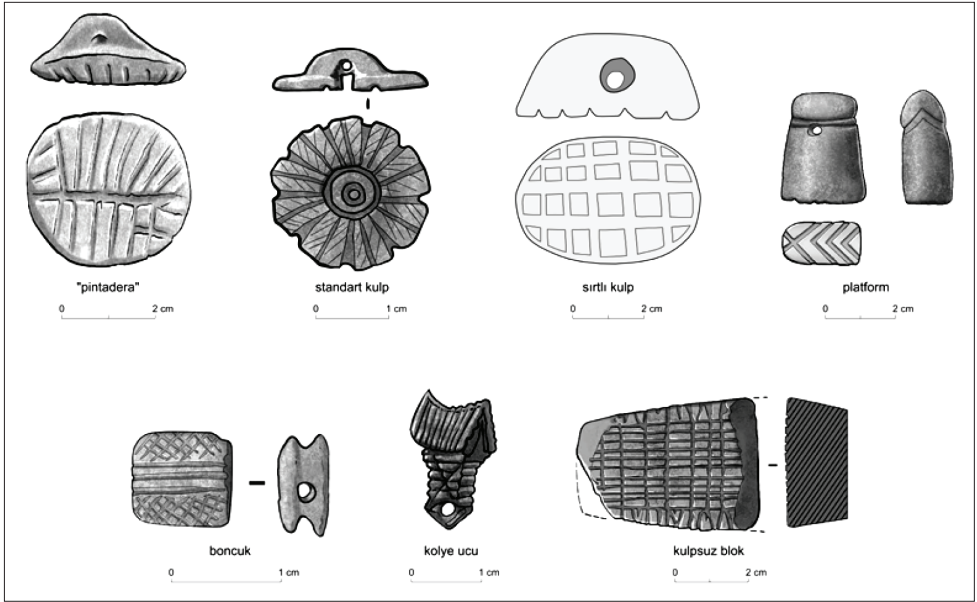 "pintadera"
standart kulp
sırtlı kulp
platform
0 2 cm
0 1 cm
0 2 cm
0 2 cm
boncuk
kolye ucu
kulpsuz blok
0 1 cm
0 1 cm
0 2 cm